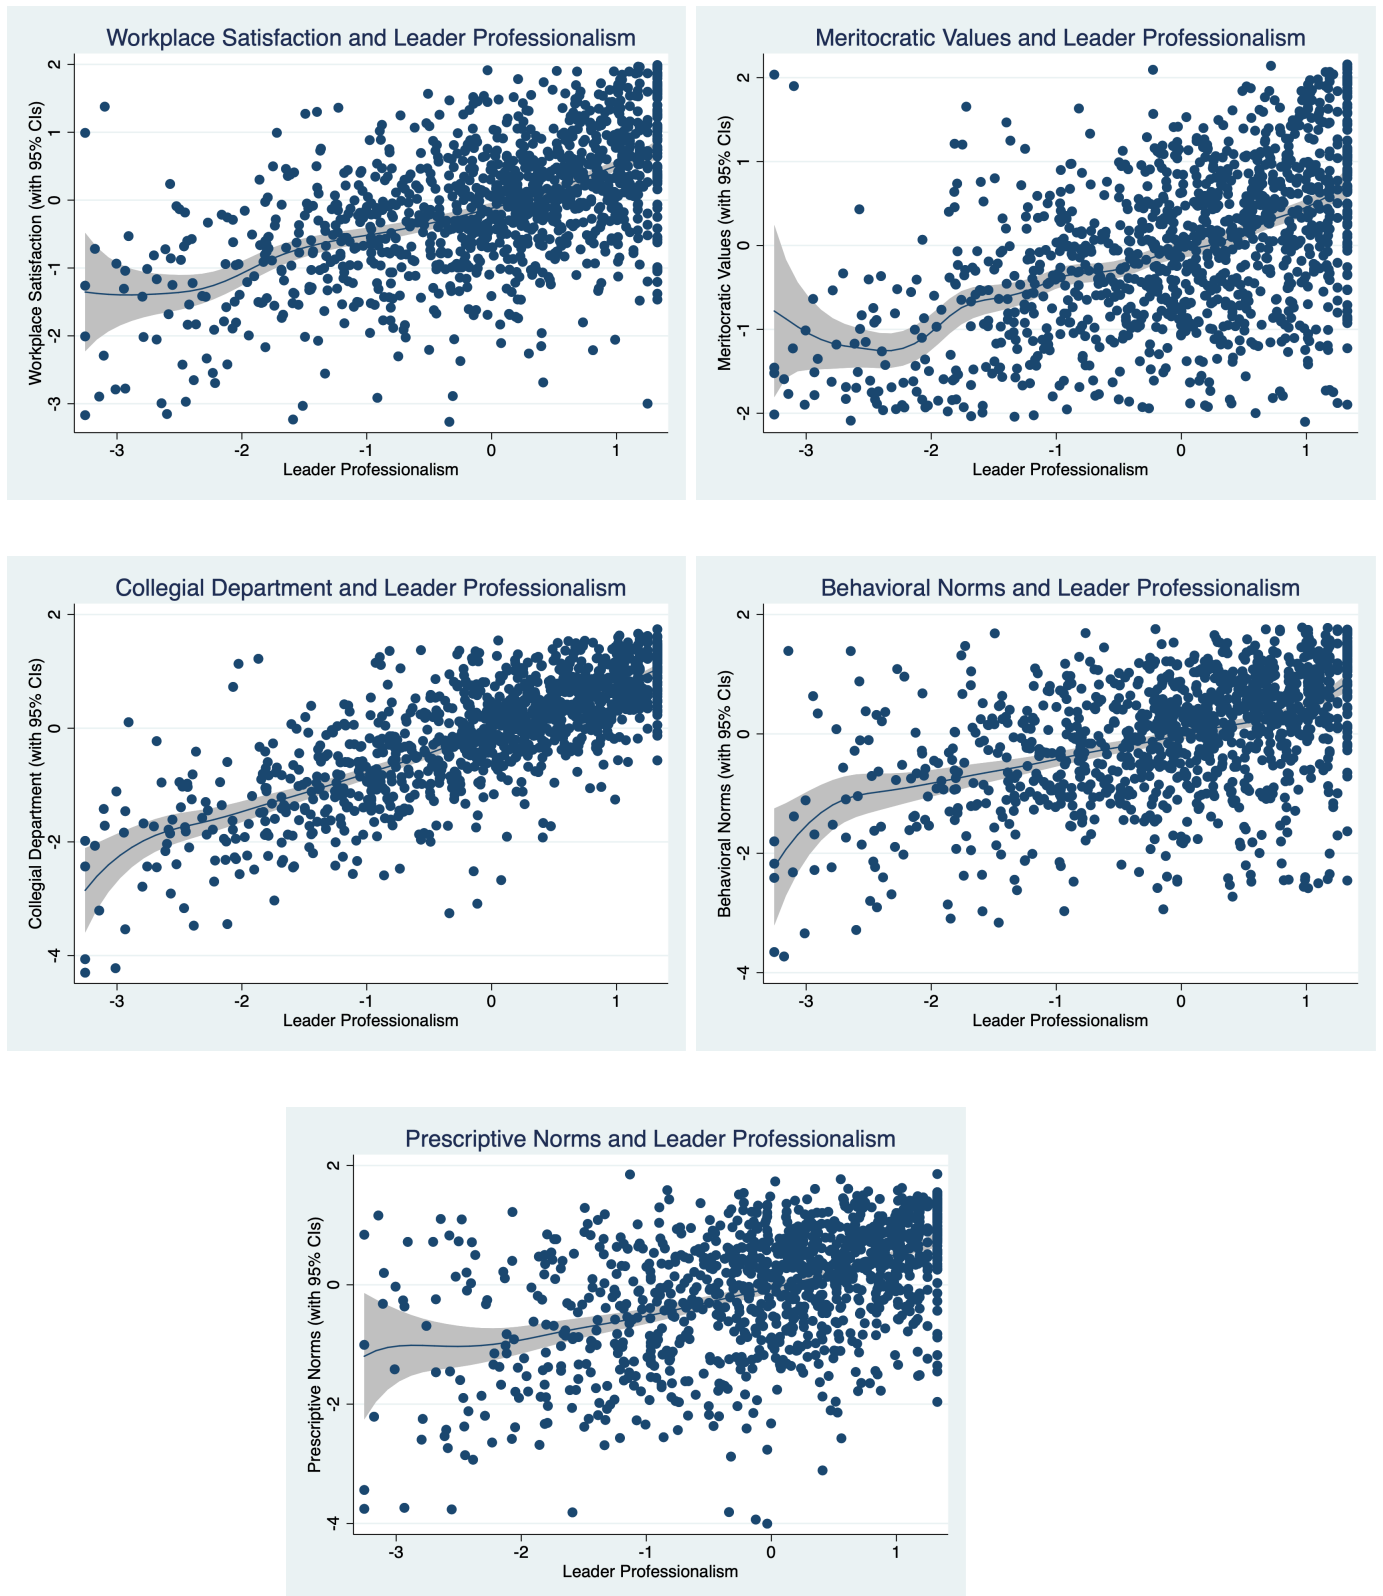 Workplace Satisfaction and Leader Professionalism
Workplace Satisfaction (with 95% CIs)
2
1
0
-1
-2
-3
-3 -2 -1 0 1
Leader Professionalism
Meritocratic Values and Leader Professionalism
Meritocratic Values (with 95% CIs)
2
1
0
-1
-2
-3 -2 -1 0 1
Leader Professionalism
Collegial Department and Leader Professionalism
Collegial Department (with 95% CIs)
2
0
-2
-4
-3 -2 -1 0 1
Leader Professionalism
Behavioral Norms and Leader Professionalism
Behavioral Norms (with 95% CIs)
2
0
-2
-4
-3 -2 -1 0 1
Leader Professionalism
Prescriptive Norms and Leader Professionalism
Prescriptive Norms (with 95% CIs)
2
0
-2
-4
-3 -2 -1 0 1
Leader Professionalism